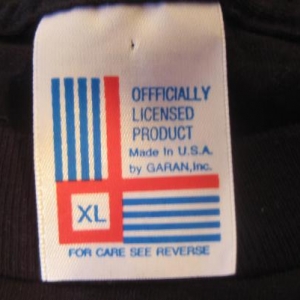 OFFFICIALLY
LICENSED
PRODUCT
Made In U.S.A.
by GARAN,Inc.
XL
FOR CARE SEE REVERSE